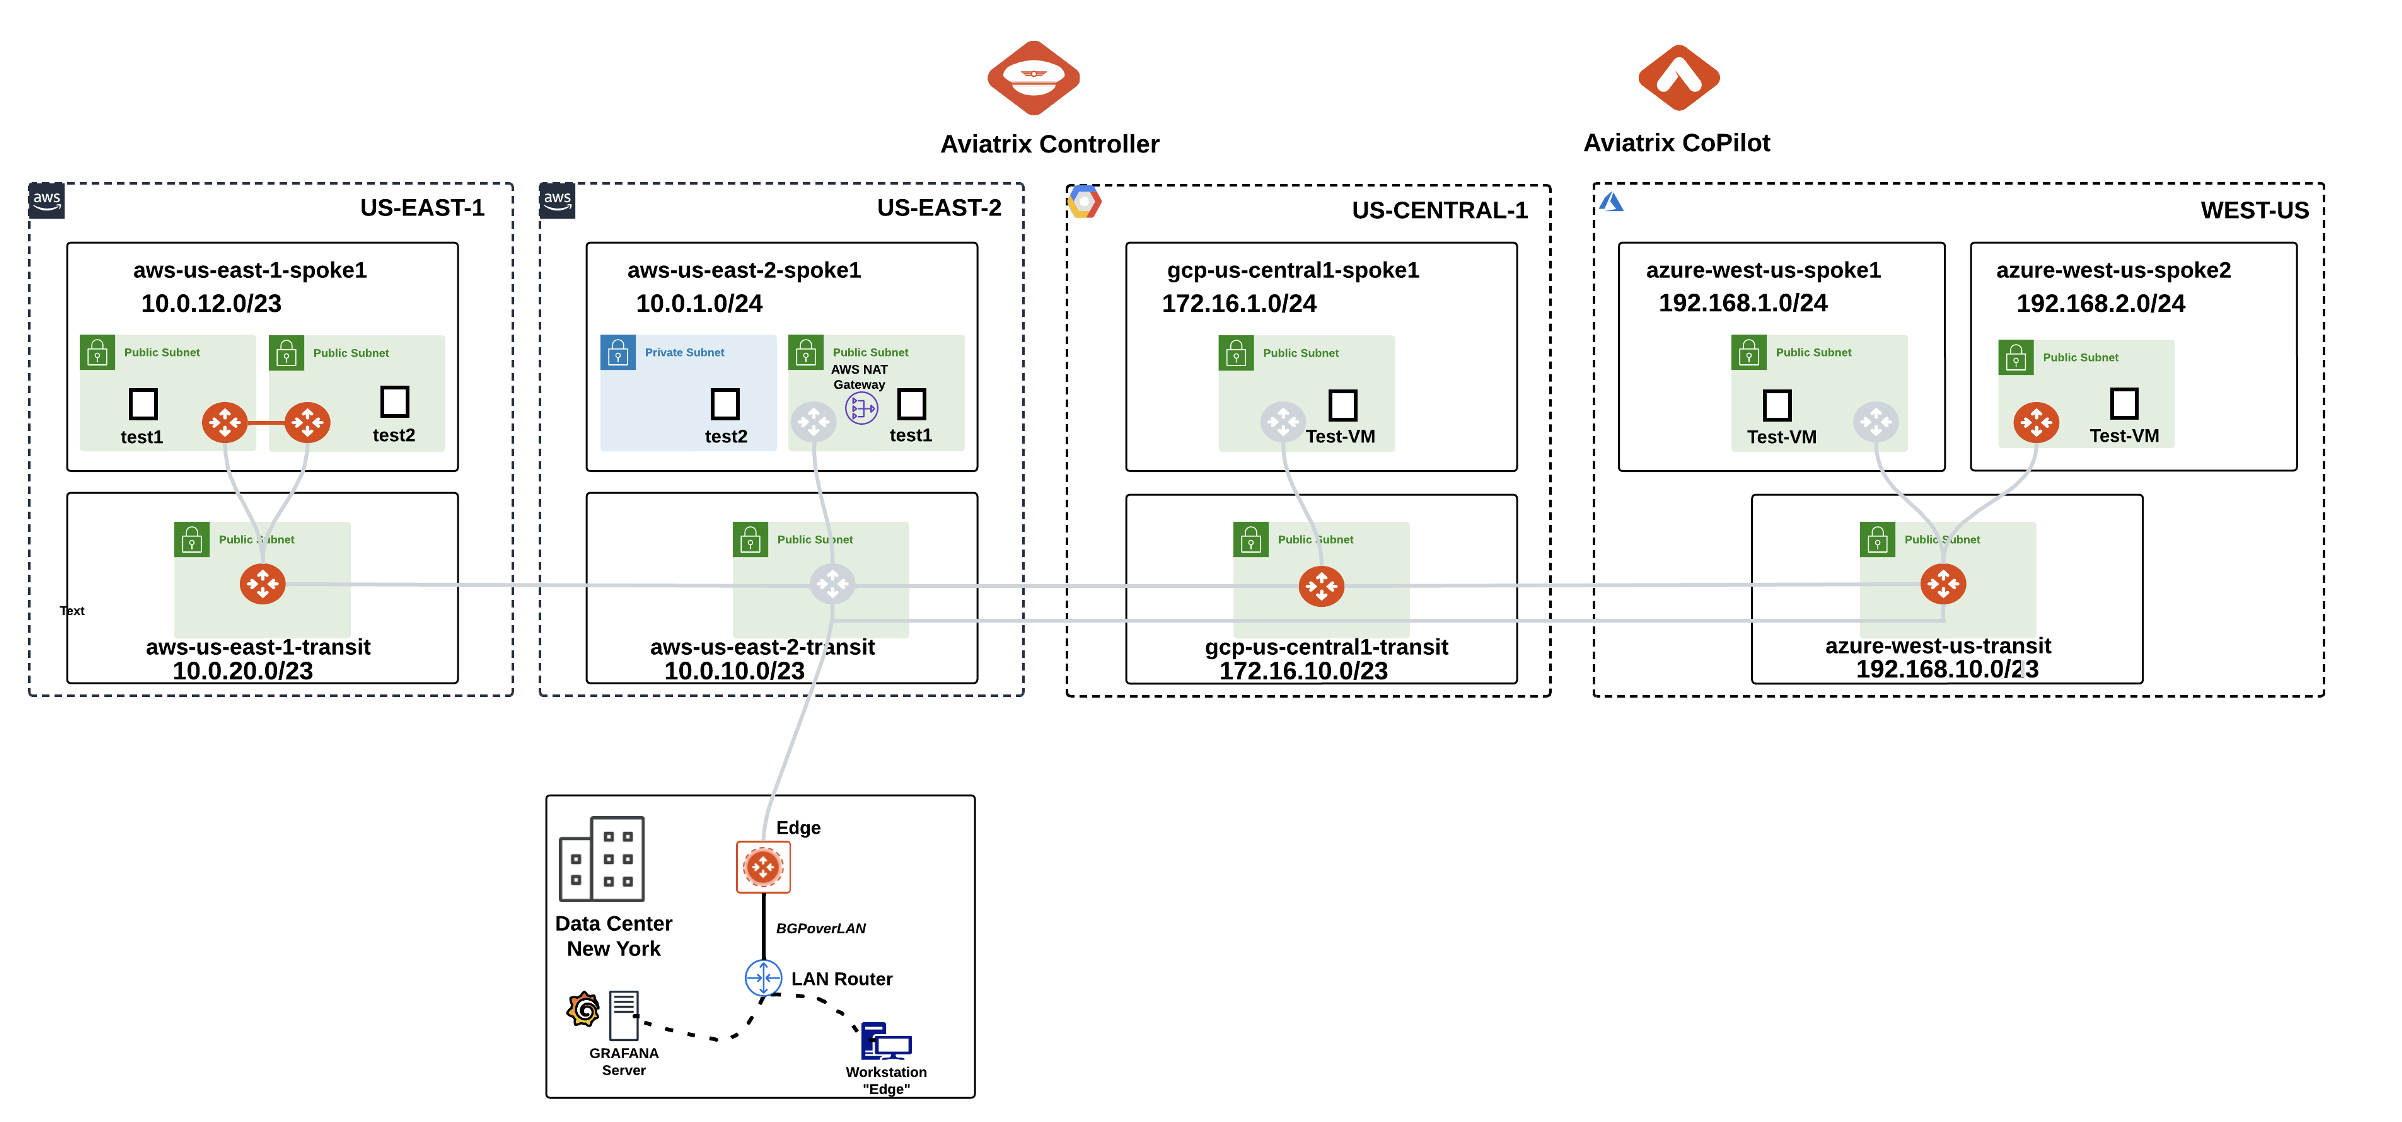 Aviatrix Controller
Aviatrix CoPilot
aws
US-EAST-1
aws-us-east-1-spoke1
10.0.12.0/23
Public Subnet
Public Subnet
test1
test2
Public Subnet
Text
aws-us-east-1-transit
10.0.20.0/23
aws
US-EAST-2
aws-us-east-2-spoke1
10.0.1.0/24
Private Subnet
Public Subnet
AWS NAT
Gateway
test2
test1
Public Subnet
aws-us-east-2-transit
10.0.10.0/23
US-CENTRAL-1
gcp-us-central1-spoke1
172.16.1.0/24
Public Subnet
Test-VM
Public Subnet
gcp-us-central1-transit
172.16.10.0/23
WEST-US
azure-west-us-spoke1
192.168.1.0/24
Public Subnet
Test-VM
azure-west-us-spoke2
192.168.2.0/24
Public Subnet
Test-VM
Public Subnet
azure-west-us-transit
192.168.10.0/23
Edge
Data Center
New York
BGPoverLAN
LAN Router
GRAFANA
Server
Workstation
"Edge"